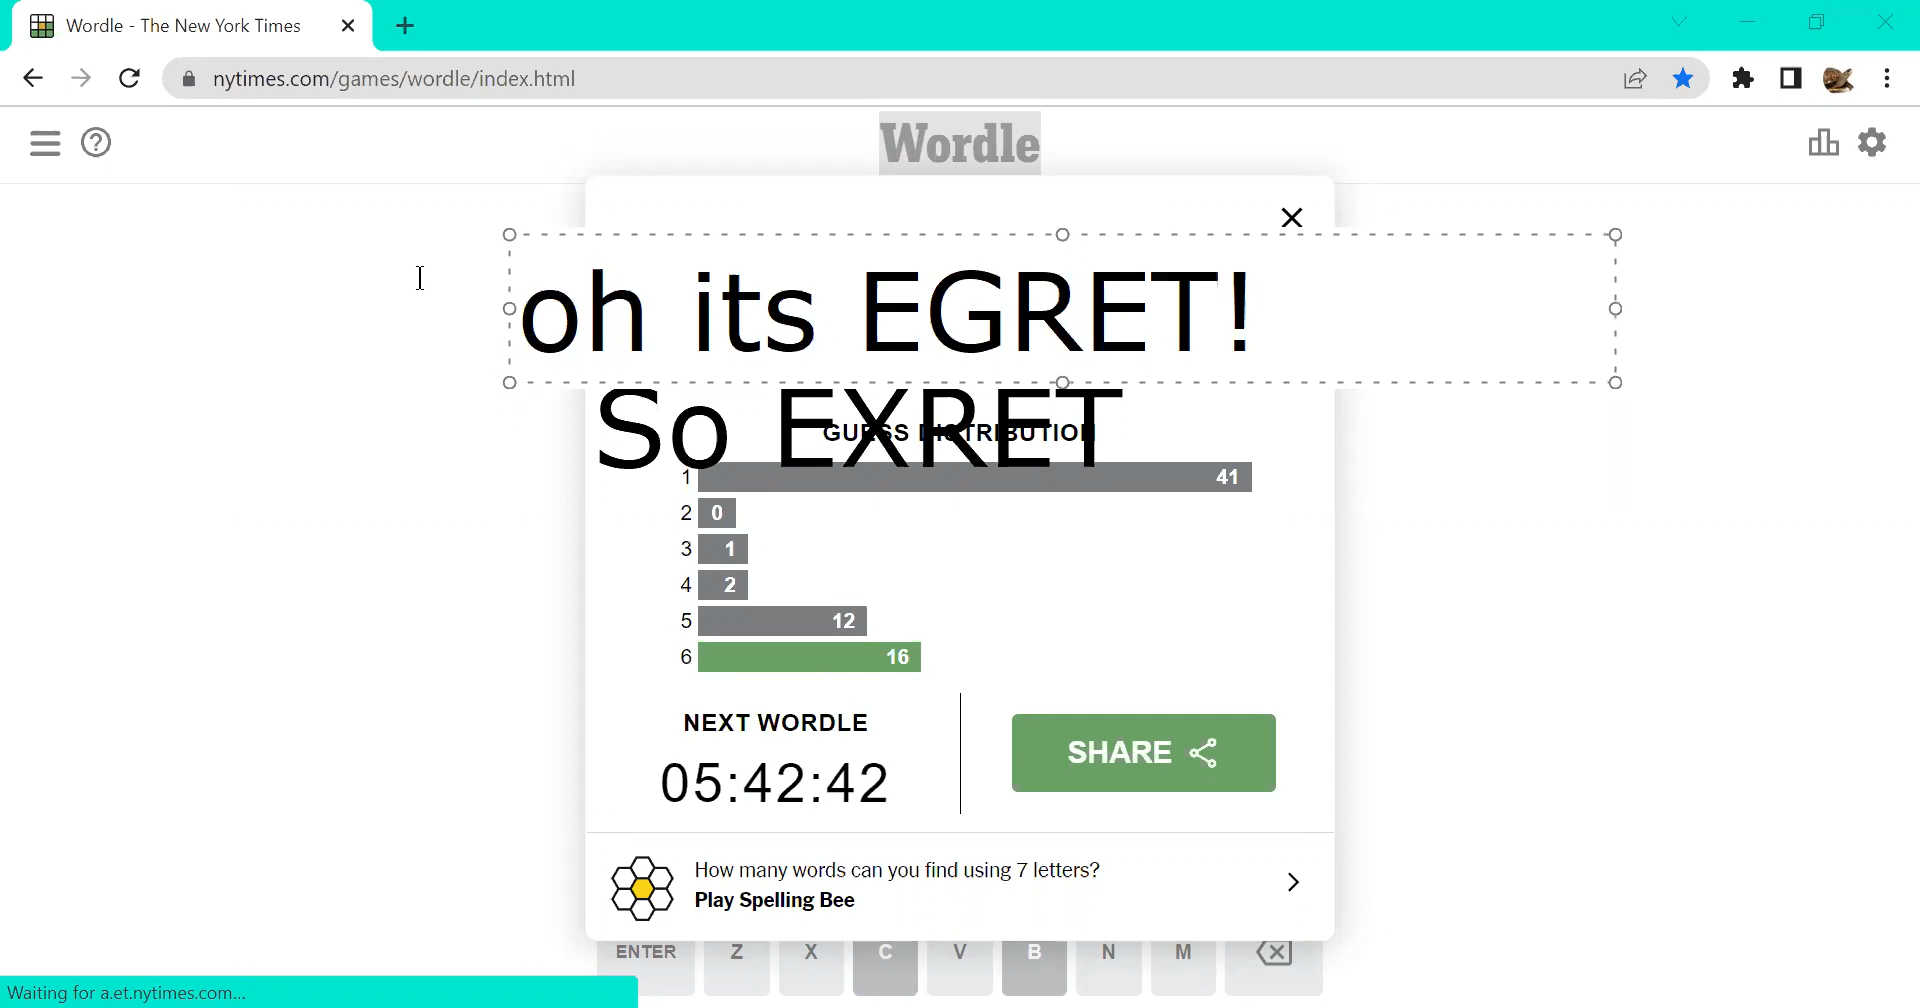 Wordle - The New York Times
nytimes.com/games/wordle/index.html
Wordle
oh its EGRET!
So EXRET
GUESS DISTRIBUTION
1 41
2 0
3 1
4 2
5 12
6 16
NEXT WORDLE
05:42:42
SHARE
How many words can you find using 7 letters?
Play Spelling Bee
ENTER Z X C V B N M
Waiting for a.et.nytimes.com...